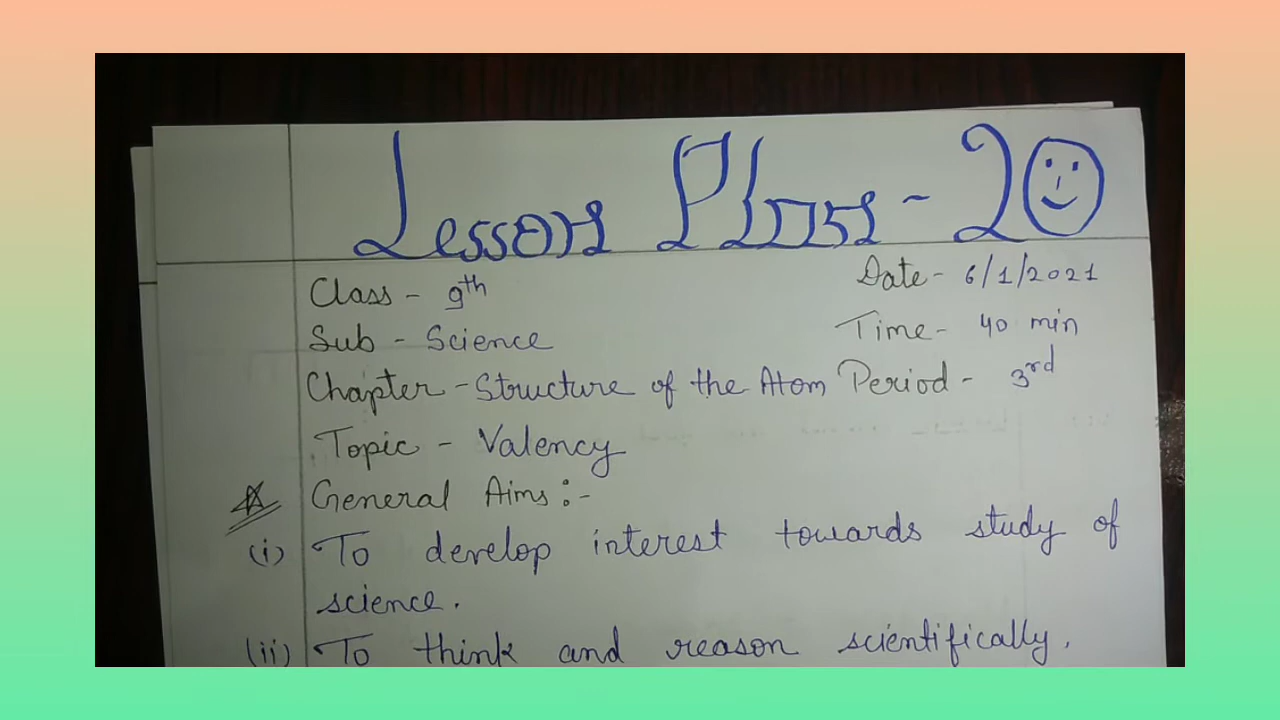 Lesson Plan - 20
Class - 9th Date - 6/1/2021
Sub - Science Time - 40 min
Chapter - Structure of the Atom Period - 3rd
Topic - Valency
General Aims :-
(i) To develop interest towards study of
science.
(ii) To think and reason scientifically.